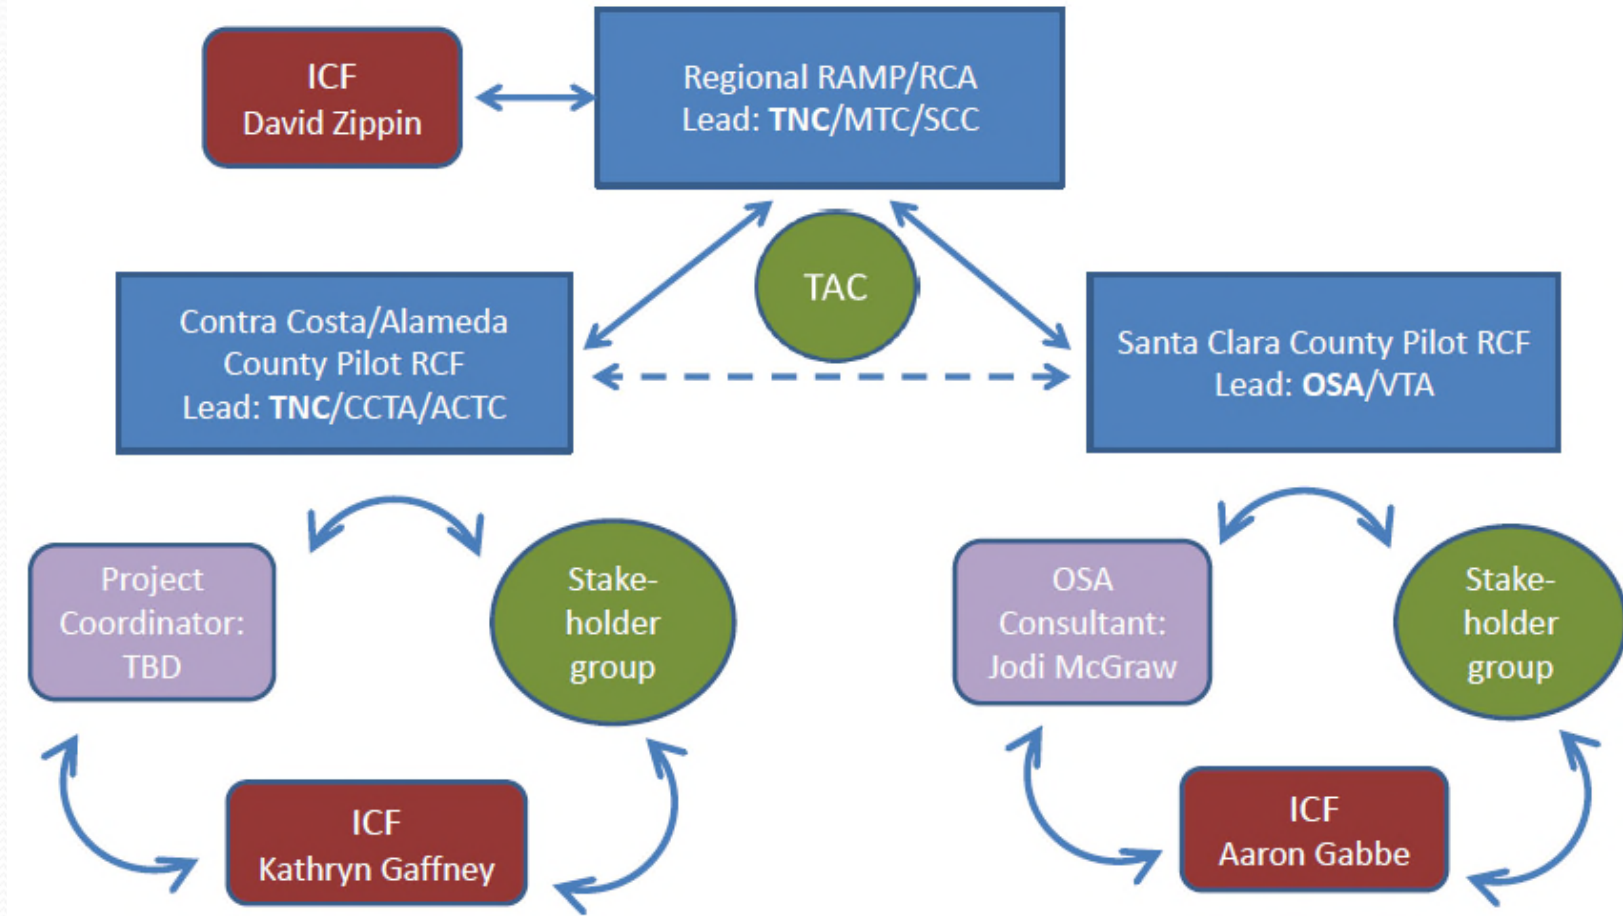 ICF
David Zippin
Regional RAMP/RCA
Lead: TNC/MTC/SCC
TAC
Contra Costa/Alameda
County Pilot RCF
Lead: TNC/CCTA/ACTC
Santa Clara County Pilot RCF
Lead: OSA/VTA
Project
Coordinator:
TBD
Stake-
holder
group
ICF
Kathryn Gaffney
OSA
Consultant:
Jodi McGraw
Stake-
holder
group
ICF
Aaron Gabbe